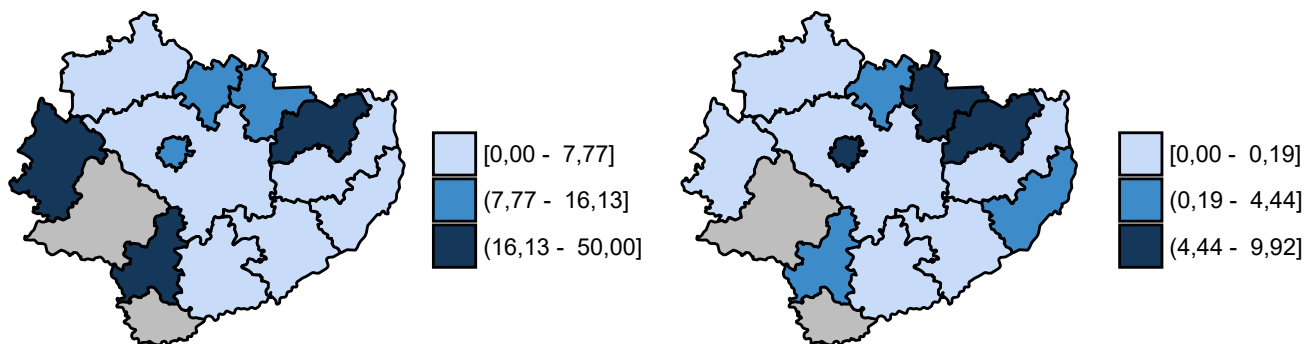 [0,00 - 7,77]
(7,77 - 16,13]
(16,13 - 50,00]
[0,00 - 0,19]
(0,19 - 4,44]
(4,44 - 9,92]